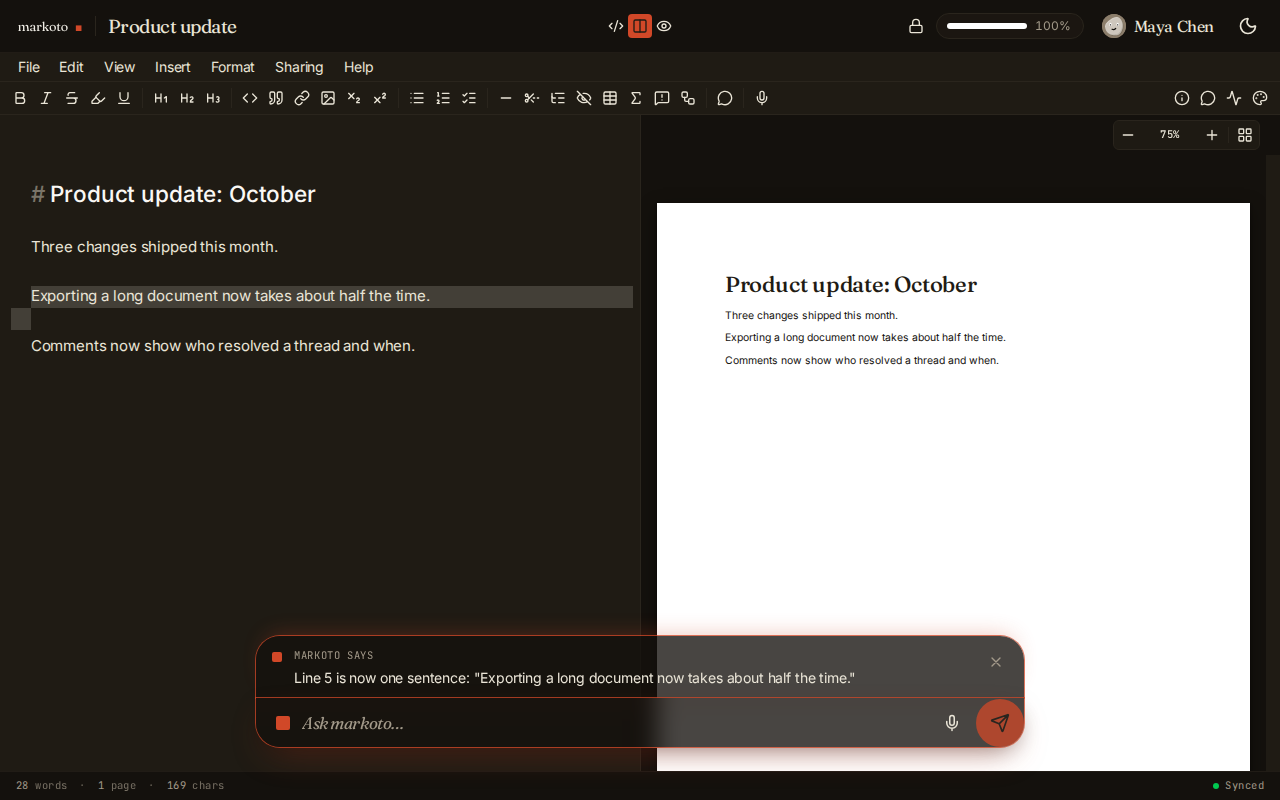 markoto
Product update
100%
Maya Chen
File Edit View Insert Format Sharing Help
H1 H2 H3
75%
# Product update: October
Three changes shipped this month.
Exporting a long document now takes about half the time.
Comments now show who resolved a thread and when.
Product update: October
Three changes shipped this month.
Exporting a long document now takes about half the time.
Comments now show who resolved a thread and when.
MARKOTO SAYS
Line 5 is now one sentence: "Exporting a long document now takes about half the time."
Ask markoto...
28 words · 1 page · 169 chars
Synced